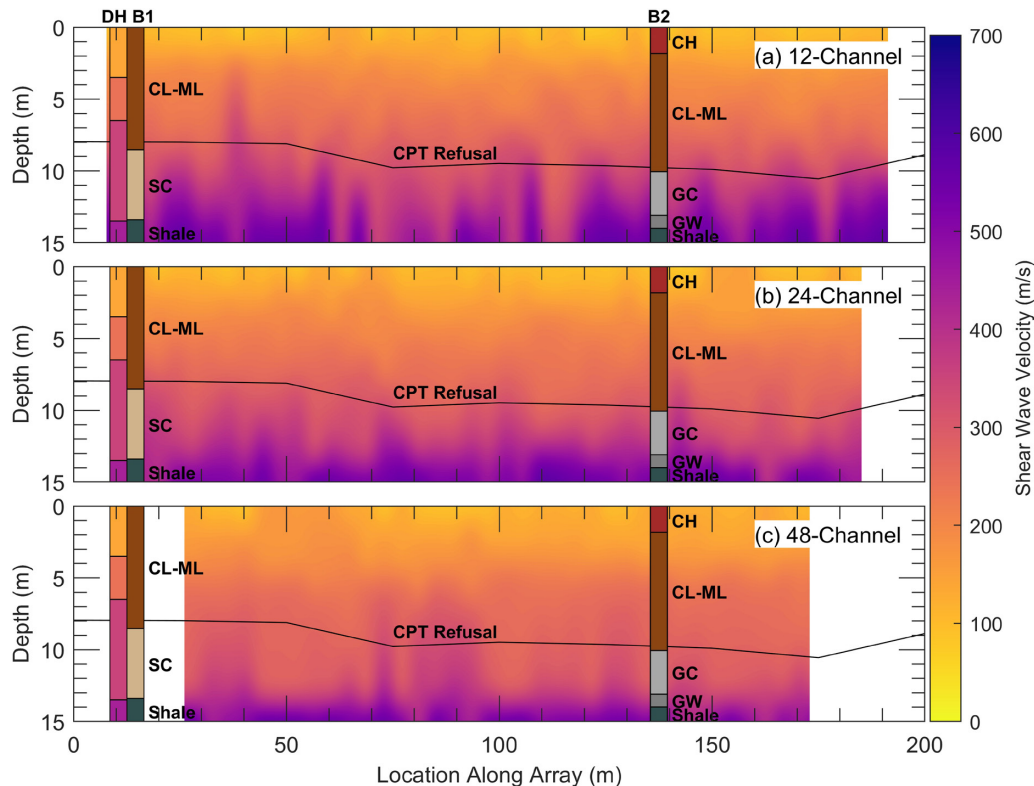 DH B1 B2
0
5
10
15
Depth (m)
CH
(a) 12-Channel
CL-ML
CL-ML
CPT Refusal
SC
GC
GW
Shale
Shale
0
5
10
15
Depth (m)
CH
(b) 24-Channel
CL-ML
CL-ML
CPT Refusal
SC
GC
GW
Shale
Shale
0
5
10
15
Depth (m)
CH
(c) 48-Channel
CL-ML
CL-ML
CPT Refusal
SC
GC
GW
Shale
Shale
0 50 100 150 200
Location Along Array (m)
700
600
500
400
300
200
100
0
Shear Wave Velocity (m/s)